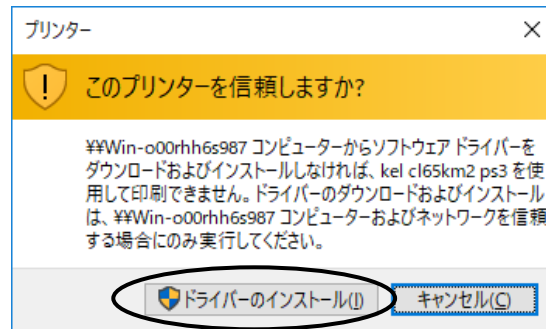 プリンター
このプリンターを信頼しますか?
¥¥Win-o00rhh6s987 コンピューターからソフトウェア ドライバーを
ダウンロードおよびインストールしなければ、kel cl65km2 ps3 を使
用して印刷できません。ドライバーのダウンロードおよびインストール
は、¥¥Win-o00rhh6s987 コンピューターおよびネットワークを信頼
する場合にのみ実行してください。
ドライバーのインストール(I) キャンセル(C)